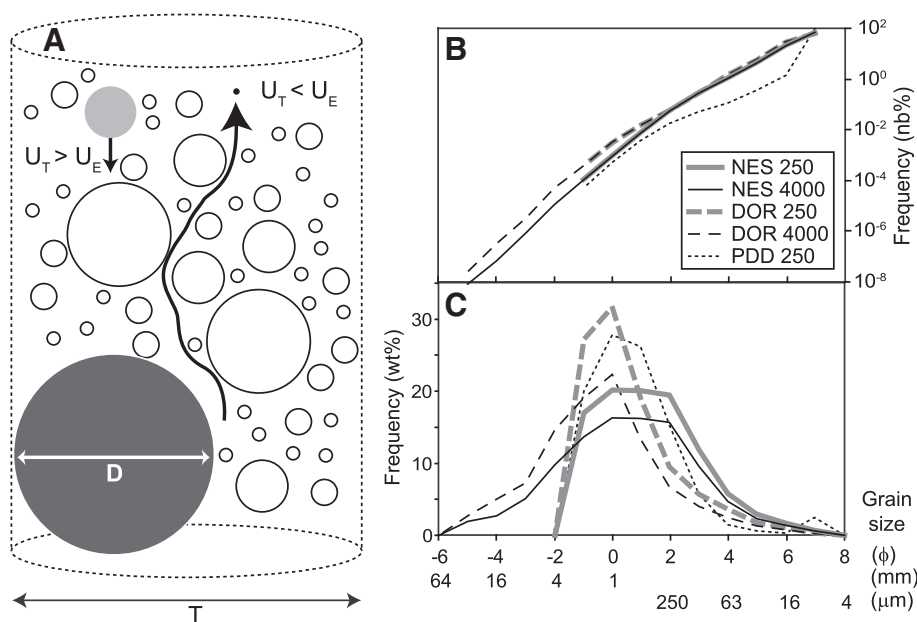 A
U_T < U_E
U_T > U_E
D
T
B
10^2
10^0
10^-2
10^-4
10^-6
10^-8
Frequency (nb%)
NES 250
NES 4000
DOR 250
DOR 4000
PDD 250
C
Frequency (wt%)
30
20
10
0
-6 -4 -2 0 2 4 6 8
Grain
size
(ϕ)
64 16 4 1 (mm)
250 63 16 4 (μm)